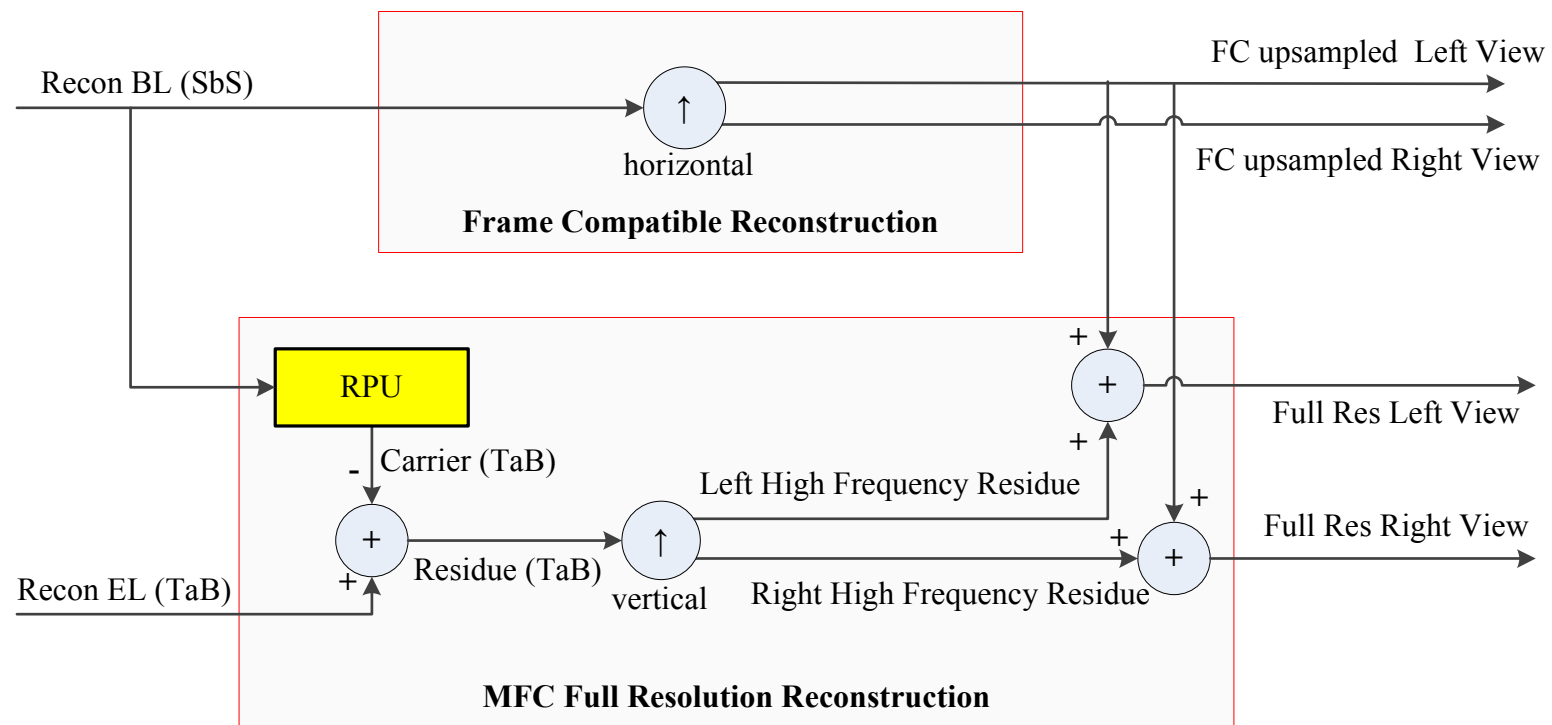 FC upsampled  Left View
Recon BL (SbS)
↑
FC upsampled Right View
horizontal
Frame Compatible Reconstruction
RPU
+
+
Full Res Left View
+
-
Carrier (TaB)
Left High Frequency Residue
+
Full Res Right View
+
↑
+
+
Residue (TaB)
+
Recon EL (TaB)
vertical
Right High Frequency Residue
MFC Full Resolution Reconstruction